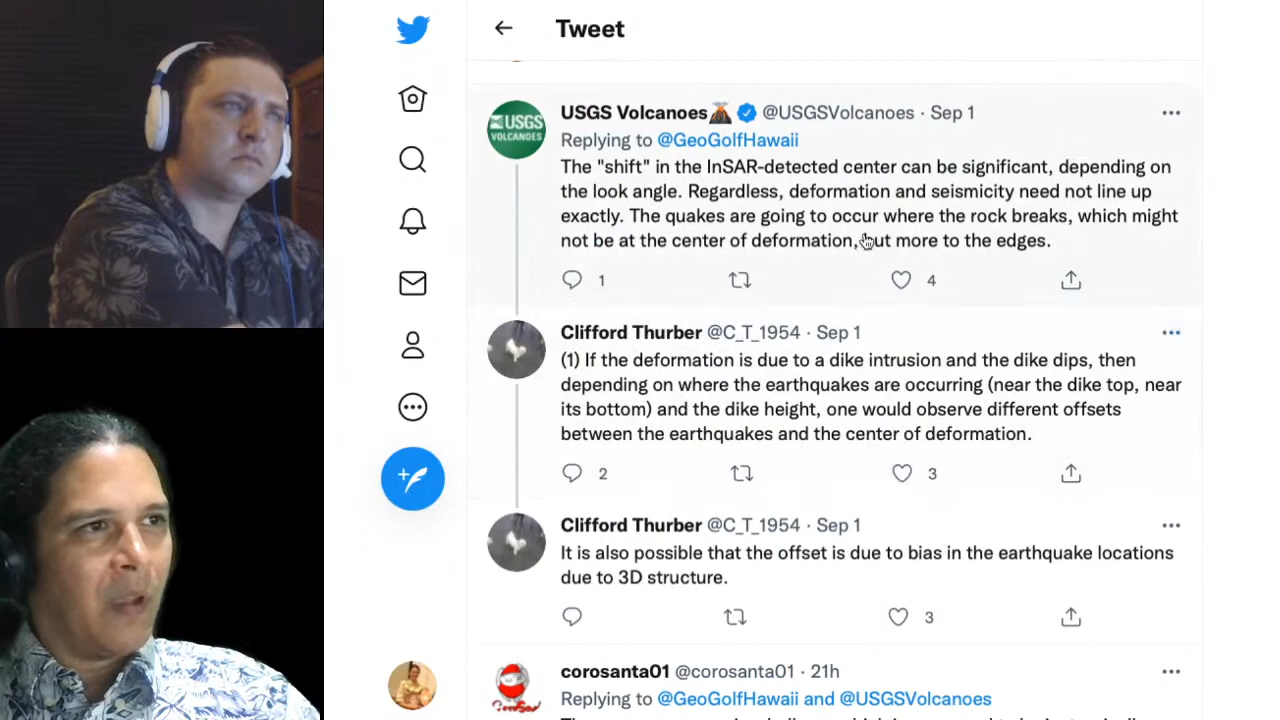 Tweet
USGS VOLCANOES
USGS Volcanoes🌋 @USGSVolcanoes · Sep 1
Replying to @GeoGolfHawaii
The "shift" in the InSAR-detected center can be significant, depending on
the look angle. Regardless, deformation and seismicity need not line up
exactly. The quakes are going to occur where the rock breaks, which might
not be at the center of deformation, but more to the edges.
1
4
Clifford Thurber @C_T_1954 · Sep 1
(1) If the deformation is due to a dike intrusion and the dike dips, then
depending on where the earthquakes are occurring (near the dike top, near
its bottom) and the dike height, one would observe different offsets
between the earthquakes and the center of deformation.
2
3
Clifford Thurber @C_T_1954 · Sep 1
It is also possible that the offset is due to bias in the earthquake locations
due to 3D structure.
3
corosanta01 @corosanta01 · 21h
Replying to @GeoGolfHawaii and @USGSVolcanoes